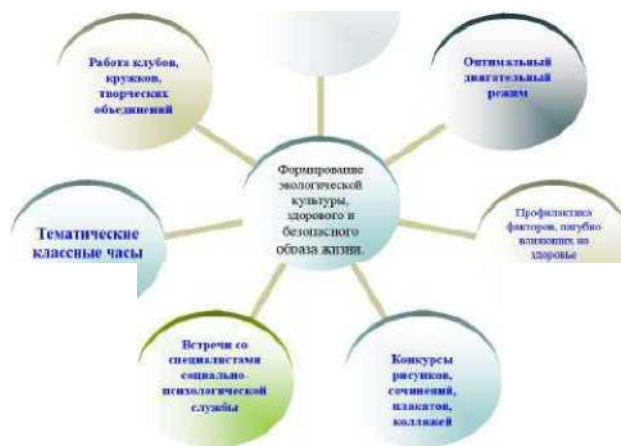 Работа клубов,
кружков,
творческих
объединений
Оптимальный
двигательный
режим
Формирование
экологической
культуры,
здорового и
безопасного
образа жизни.
Тематические
классные часы
Профилактика
факторов, пагубно
влияющих на
здоровье
Встречи со
специалистами
социально-
психологической
службы
Конкурсы
рисунков,
сочинений,
плакатов,
коллажей